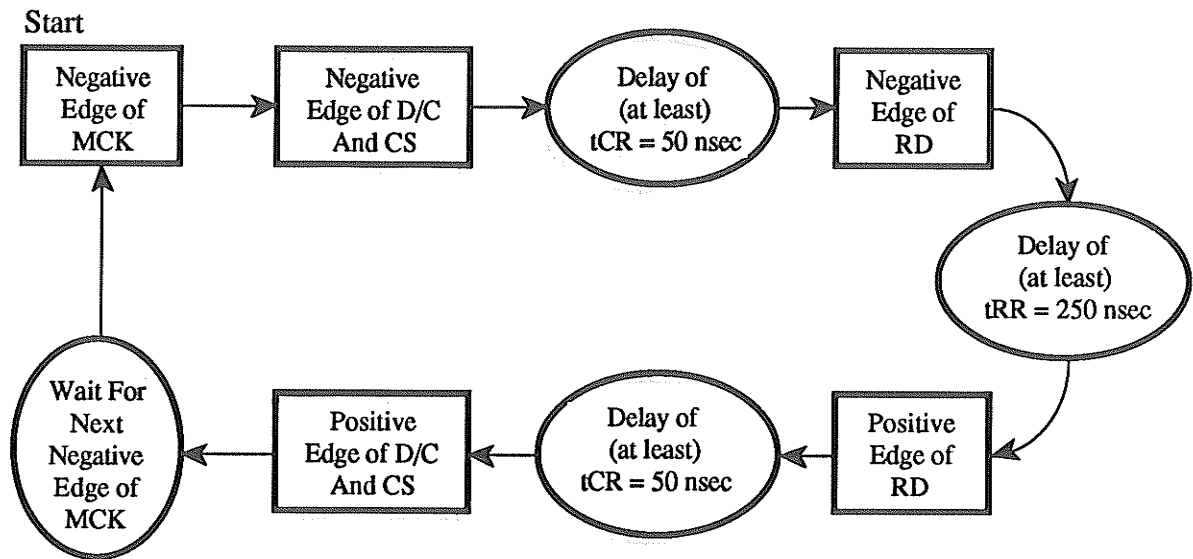 Start
Negative
Edge of
MCK
Negative
Edge of D/C
And CS
Delay of
(at least)
tCR = 50 nsec
Negative
Edge of
RD
Delay of
(at least)
tRR = 250 nsec
Positive
Edge of
RD
Delay of
(at least)
tCR = 50 nsec
Positive
Edge of D/C
And CS
Wait For
Next
Negative
Edge of
MCK